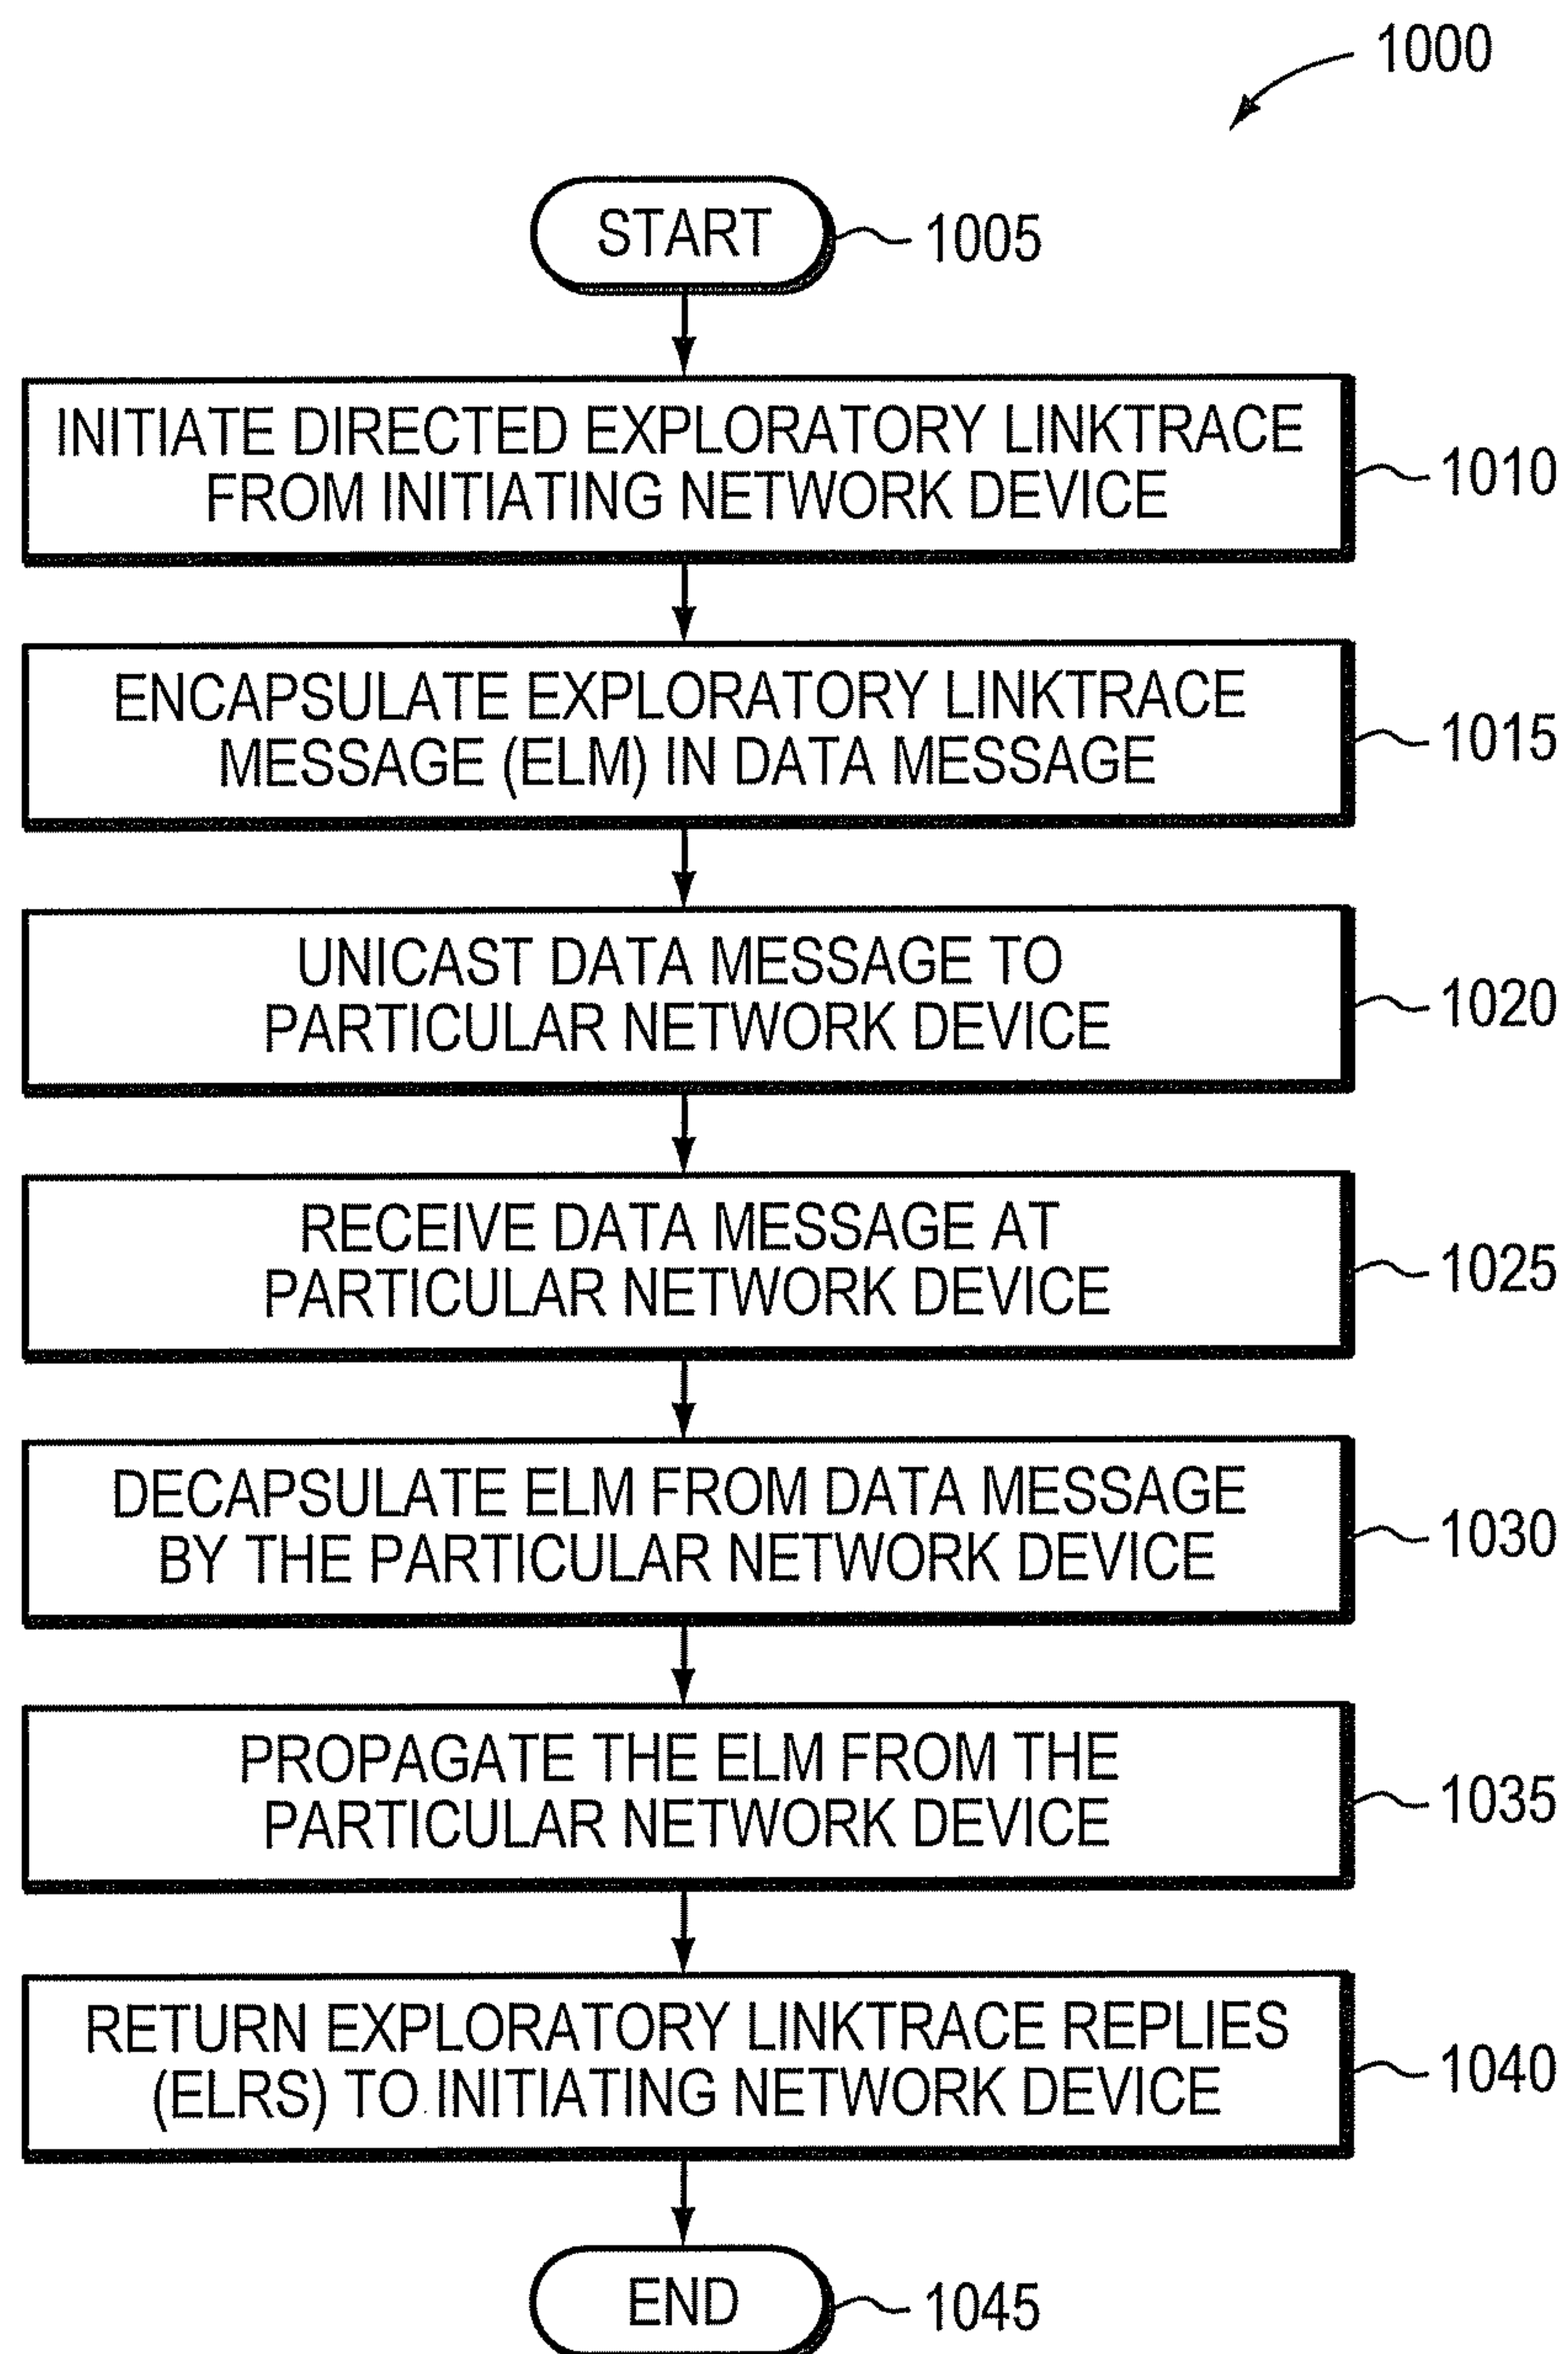 1000
START
1005
INITIATE DIRECTED EXPLORATORY LINKTRACE
FROM INITIATING NETWORK DEVICE
1010
ENCAPSULATE EXPLORATORY LINKTRACE
MESSAGE (ELM) IN DATA MESSAGE
1015
UNICAST DATA MESSAGE TO
PARTICULAR NETWORK DEVICE
1020
RECEIVE DATA MESSAGE AT
PARTICULAR NETWORK DEVICE
1025
DECAPSULATE ELM FROM DATA MESSAGE
BY THE PARTICULAR NETWORK DEVICE
1030
PROPAGATE THE ELM FROM THE
PARTICULAR NETWORK DEVICE
1035
RETURN EXPLORATORY LINKTRACE REPLIES
(ELRS) TO INITIATING NETWORK DEVICE
1040
END
1045